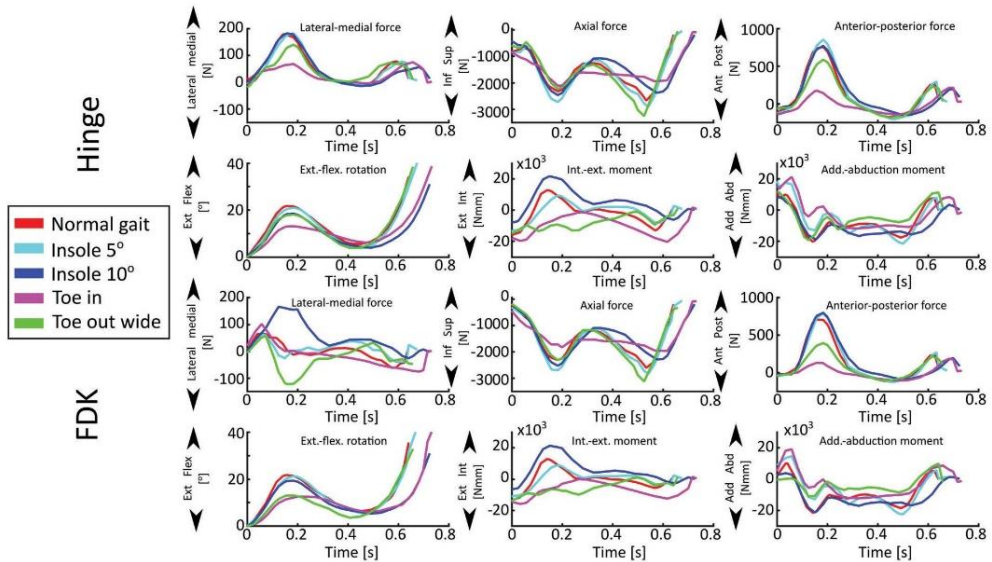 Hinge
FDK
Normal gait
Insole 5º
Insole 10º
Toe in
Toe out wide
Lateral-medial force
Lateral medial
[N]
200
100
0
-100
0 0.2 0.4 0.6 0.8
Time [s]
Axial force
Inf Sup
[N]
0
-1000
-2000
-3000
0 0.2 0.4 0.6 0.8
Time [s]
Anterior-posterior force
Ant Post
[N]
1000
500
0
0 0.2 0.4 0.6 0.8
Time [s]
Ext.-flex. rotation
Ext Flex
[º]
40
20
0
0 0.2 0.4 0.6 0.8
Time [s]
Int.-ext. moment
Ext Int
[Nmm]
x10³
20
0
-20
0 0.2 0.4 0.6 0.8
Time [s]
Add.-abduction moment
Add Abd
[Nmm]
x10³
20
0
-20
0 0.2 0.4 0.6 0.8
Time [s]
Lateral-medial force
Lateral medial
[N]
200
100
0
-100
0 0.2 0.4 0.6 0.8
Time [s]
Axial force
Inf Sup
[N]
0
-1000
-2000
-3000
0 0.2 0.4 0.6 0.8
Time [s]
Anterior-posterior force
Ant Post
[N]
1000
500
0
0 0.2 0.4 0.6 0.8
Time [s]
Ext.-flex. rotation
Ext Flex
[º]
40
20
0
0 0.2 0.4 0.6 0.8
Time [s]
Int.-ext. moment
Ext Int
[Nmm]
x10³
20
0
-20
0 0.2 0.4 0.6 0.8
Time [s]
Add.-abduction moment
Add Abd
[Nmm]
x10³
20
0
-20
0 0.2 0.4 0.6 0.8
Time [s]